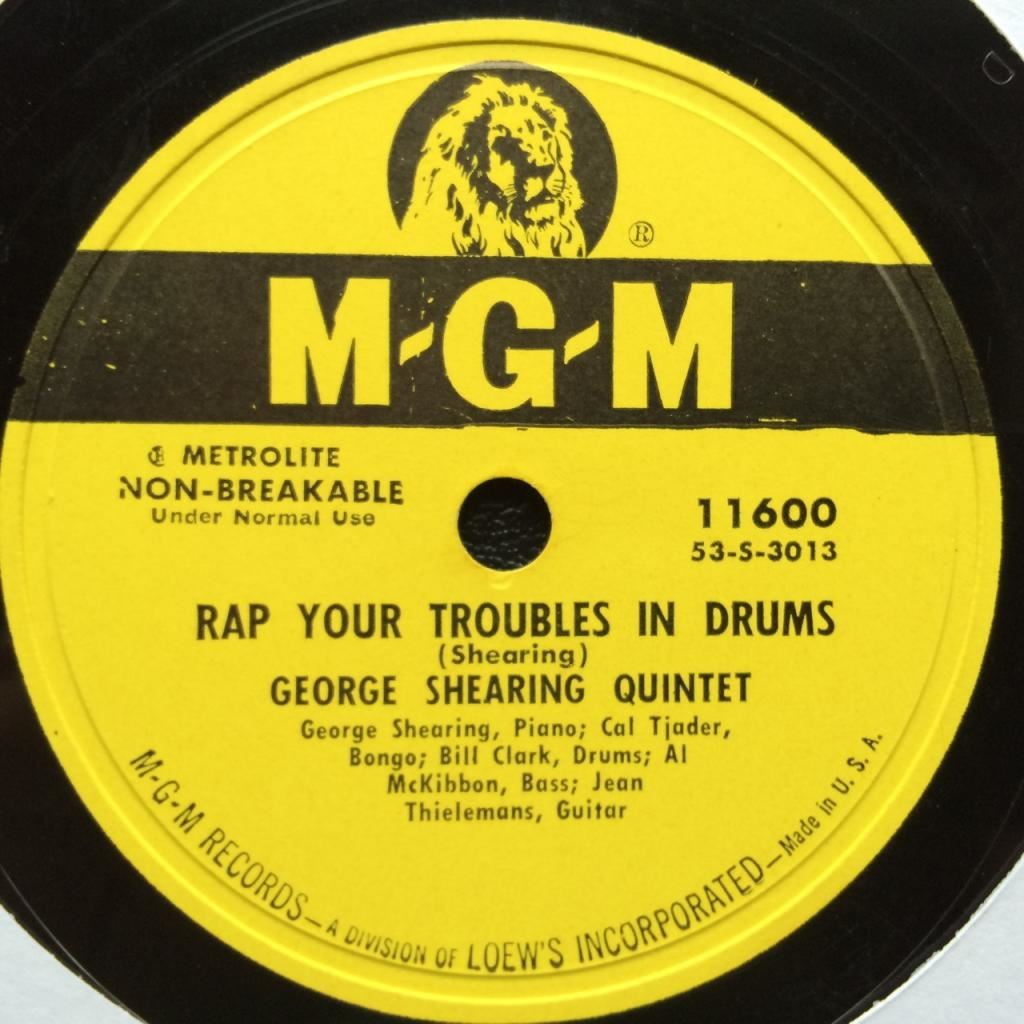 ®
M-G-M
METROLITE
NON-BREAKABLE
Under Normal Use
11600
53-S-3013
RAP YOUR TROUBLES IN DRUMS
(Shearing)
GEORGE SHEARING QUINTET
George Shearing, Piano; Cal Tjader,
Bongo; Bill Clark, Drums; Al
McKibbon, Bass; Jean
Thielemans, Guitar
M-G-M RECORDS—A DIVISION OF LOEW'S INCORPORATED—Made in U. S. A.